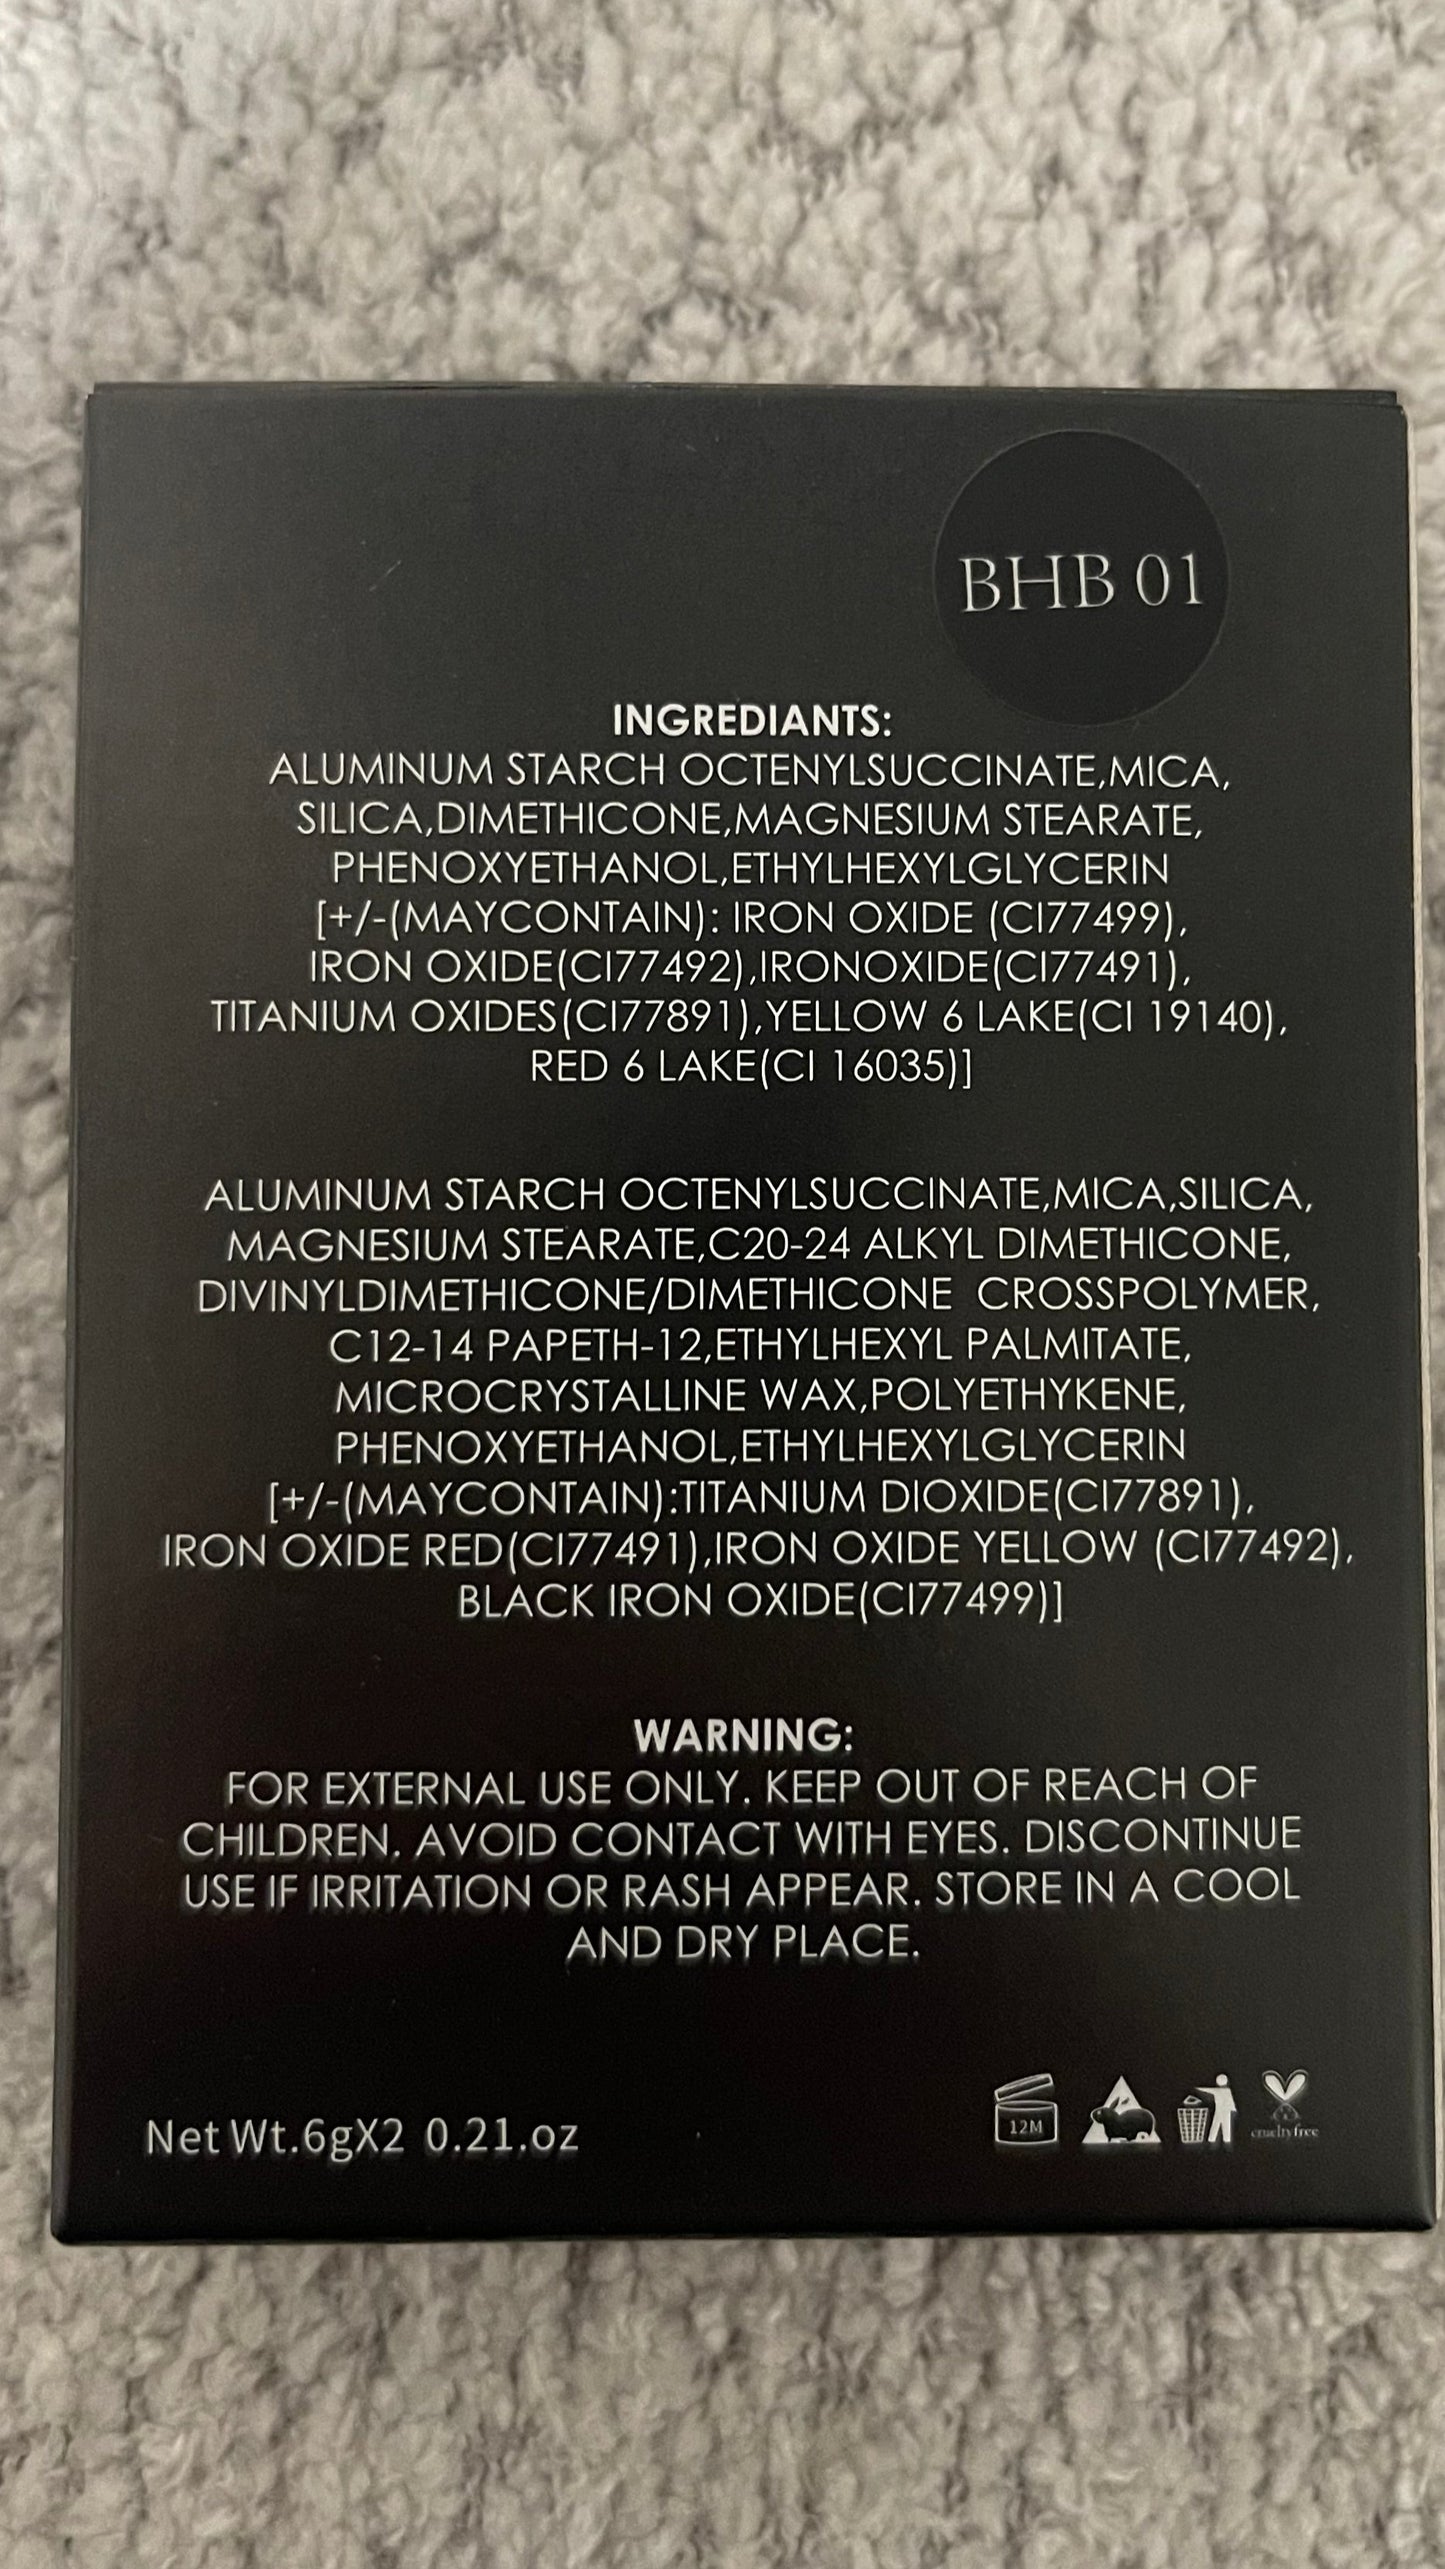 BHB 01
INGREDIANTS:
ALUMINUM STARCH OCTENYLSUCCINATE,MICA,
SILICA,DIMETHICONE,MAGNESIUM STEARATE,
PHENOXYETHANOL,ETHYLHEXYLGLYCERIN
[+/-(MAYCONTAIN): IRON OXIDE (CI77499),
IRON OXIDE(CI77492),IRONOXIDE(CI77491),
TITANIUM OXIDES(CI77891),YELLOW 6 LAKE(CI 19140),
RED 6 LAKE(CI 16035)]
ALUMINUM STARCH OCTENYLSUCCINATE,MICA,SILICA,
MAGNESIUM STEARATE,C20-24 ALKYL DIMETHICONE,
DIVINYLDIMETHICONE/DIMETHICONE CROSSPOLYMER,
C12-14 PAPETH-12,ETHYLHEXYL PALMITATE,
MICROCRYSTALLINE WAX,POLYETHYKENE,
PHENOXYETHANOL,ETHYLHEXYLGLYCERIN
[+/-(MAYCONTAIN):TITANIUM DIOXIDE(CI77891),
IRON OXIDE RED(CI77491),IRON OXIDE YELLOW (CI77492),
BLACK IRON OXIDE(CI77499)]
WARNING:
FOR EXTERNAL USE ONLY. KEEP OUT OF REACH OF
CHILDREN. AVOID CONTACT WITH EYES. DISCONTINUE
USE IF IRRITATION OR RASH APPEAR. STORE IN A COOL
AND DRY PLACE.
Net Wt.6gX2 0.21.oz
12M
cruelty free